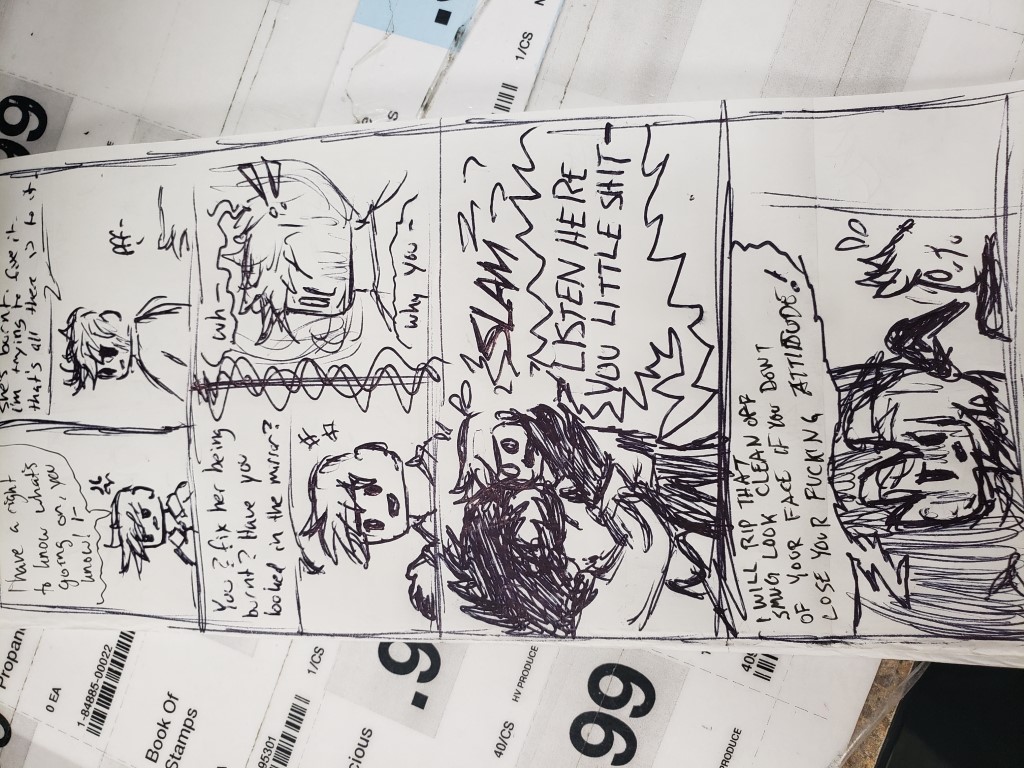 I have a right
to know what's
going on, you
know!!
she's burnt.
i'm trying to fix it.
that's all there is to it.
Pff-
You? fix her being
burnt? Have you
looked in the mirror?
wh-
why you-
SLAM
LISTEN HERE
YOU LITTLE SHIT-
I WILL RIP THAT
SMUG LOOK CLEAN OFF
OF YOUR FACE IF YOU DON'T
LOSE YOUR FUCKING ATTITUDE!
Propan
0 EA
1-84885-00022
Book Of
Stamps
95301
1/CS
cious
.9
40/CS
HV PRODUCE
99
PRODUCE
409
99
1/CS